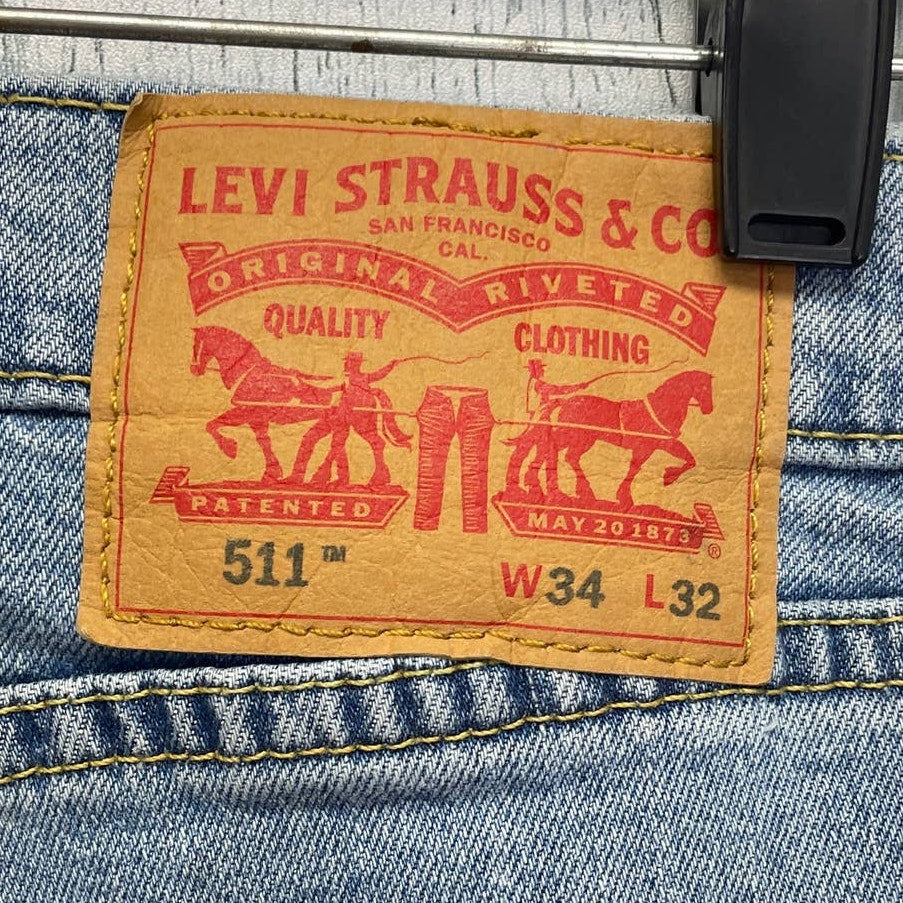 LEVI STRAUSS & CO
SAN FRANCISCO
CAL.
ORIGINAL RIVETED
QUALITY CLOTHING
PATENTED MAY 20 1873 ®
511™ W34 L32